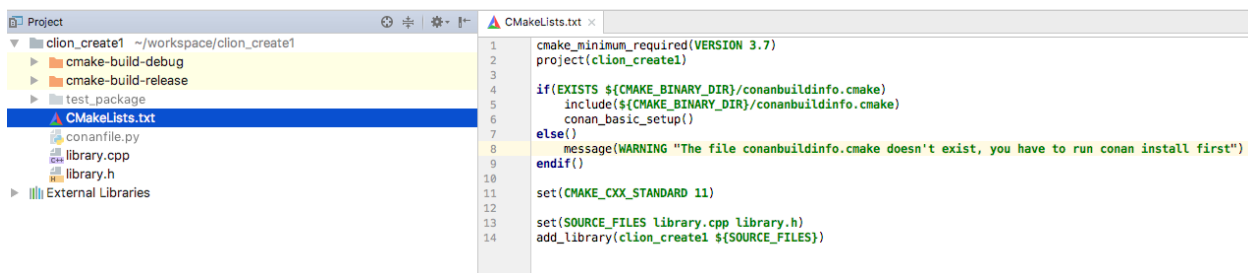 Project
clion_create1 ~/workspace/clion_create1
cmake-build-debug
cmake-build-release
test_package
CMakeLists.txt
conanfile.py
library.cpp
library.h
External Libraries
CMakeLists.txt
1 cmake_minimum_required(VERSION 3.7)
2 project(clion_create1)
3
4 if(EXISTS ${CMAKE_BINARY_DIR}/conanbuildinfo.cmake)
5 include(${CMAKE_BINARY_DIR}/conanbuildinfo.cmake)
6 conan_basic_setup()
7 else()
8 message(WARNING "The file conanbuildinfo.cmake doesn't exist, you have to run conan install first")
9 endif()
10
11 set(CMAKE_CXX_STANDARD 11)
12
13 set(SOURCE_FILES library.cpp library.h)
14 add_library(clion_create1 ${SOURCE_FILES})